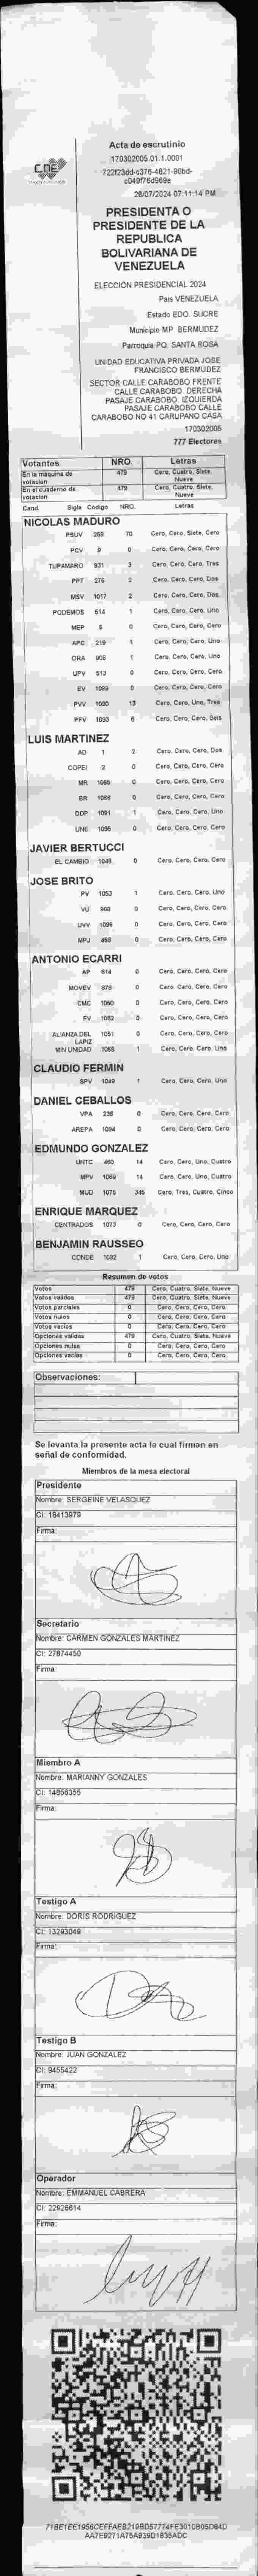 Acta de escrutinio
170302005.01.1.0001
28/07/2024 07:11:14 PM
CNE
PRESIDENTA O
PRESIDENTE DE LA
REPUBLICA
BOLIVARIANA DE
VENEZUELA
ELECCIÓN PRESIDENCIAL 2024
País VENEZUELA
Estado EDO. SUCRE
Municipio MP. BERMUDEZ
Parroquia PQ. SANTA ROSA
UNIDAD EDUCATIVA PRIVADA JOSE
FRANCISCO BERMUDEZ
SECTOR CALLE CARABOBO FRENTE
CALLE CARABOBO DERECHA
PASAJE CARABOBO IZQUIERDA
PASAJE CARABOBO CALLE
CARABOBO NO 41 CARUPANO CASA
170302005
777 Electores
Votantes NRO. Letras
En la máquina de votación 479 Cero, Cuatro, Siete, Nueve
En el cuaderno de votación 479 Cero, Cuatro, Siete, Nueve
Cand. Sigla Código NRO. Letras
NICOLAS MADURO
PSUV 289 70 Cero, Cero, Siete, Cero
PCV 9 0 Cero, Cero, Cero, Cero
TUPAMARO 931 3 Cero, Cero, Cero, Tres
PPT 276 2 Cero, Cero, Cero, Dos
MSV 1017 2 Cero, Cero, Cero, Dos
PODEMOS 514 1 Cero, Cero, Cero, Uno
MEP 5 0 Cero, Cero, Cero, Cero
APC 219 1 Cero, Cero, Cero, Uno
ORA 906 1 Cero, Cero, Cero, Uno
UPV 513 0 Cero, Cero, Cero, Cero
EV 1089 0 Cero, Cero, Cero, Cero
PVV 1090 13 Cero, Cero, Uno, Tres
PFV 1093 6 Cero, Cero, Cero, Seis
LUIS MARTINEZ
AD 1 2 Cero, Cero, Cero, Dos
COPEI 2 0 Cero, Cero, Cero, Cero
MR 1065 0 Cero, Cero, Cero, Cero
BR 1066 0 Cero, Cero, Cero, Cero
DDP 1091 1 Cero, Cero, Cero, Uno
UNE 1095 0 Cero, Cero, Cero, Cero
JAVIER BERTUCCI
EL CAMBIO 1048 0 Cero, Cero, Cero, Cero
JOSE BRITO
PV 1053 1 Cero, Cero, Cero, Uno
VU 968 0 Cero, Cero, Cero, Cero
UVV 1096 0 Cero, Cero, Cero, Cero
MPJ 458 0 Cero, Cero, Cero, Cero
ANTONIO ECARRI
AP 614 0 Cero, Cero, Cero, Cero
MOVEV 978 0 Cero, Cero, Cero, Cero
CMC 1060 0 Cero, Cero, Cero, Cero
FV 1062 0 Cero, Cero, Cero, Cero
ALIANZA DEL LAPIZ 1051 0 Cero, Cero, Cero, Cero
MIN UNIDAD 1068 1 Cero, Cero, Cero, Uno
CLAUDIO FERMIN
SPV 1049 1 Cero, Cero, Cero, Uno
DANIEL CEBALLOS
VPA 236 0 Cero, Cero, Cero, Cero
AREPA 1094 0 Cero, Cero, Cero, Cero
EDMUNDO GONZALEZ
UNTC 460 14 Cero, Cero, Uno, Cuatro
MPV 1069 14 Cero, Cero, Uno, Cuatro
MUD 1075 345 Cero, Tres, Cuatro, Cinco
ENRIQUE MARQUEZ
CENTRADOS 1073 0 Cero, Cero, Cero, Cero
BENJAMIN RAUSSEO
CONDE 1092 1 Cero, Cero, Cero, Uno
Resumen de votos
Votos 479 Cero, Cuatro, Siete, Nueve
Votos validos 479 Cero, Cuatro, Siete, Nueve
Votos parciales 0 Cero, Cero, Cero, Cero
Votos nulos 0 Cero, Cero, Cero, Cero
Votos vacios 0 Cero, Cero, Cero, Cero
Opciones validas 479 Cero, Cuatro, Siete, Nueve
Opciones nulas 0 Cero, Cero, Cero, Cero
Opciones vacias 0 Cero, Cero, Cero, Cero
Observaciones:
Se levanta la presente acta la cual firman en
señal de conformidad.
Miembros de la mesa electoral
Presidente
Nombre: SERGEINE VELASQUEZ
CI: 18413979
Firma:
Secretario
Nombre: CARMEN GONZALES MARTINEZ
CI: 27874450
Firma:
Miembro A
Nombre: MARIANNY GONZALES
CI: 14856355
Firma:
Testigo A
Nombre: DORIS RODRIGUEZ
CI: 13293049
Firma:
Testigo B
Nombre: JUAN GONZALEZ
CI: 9455422
Firma:
Operador
Nombre: EMMANUEL CABRERA
CI: 22926614
Firma: